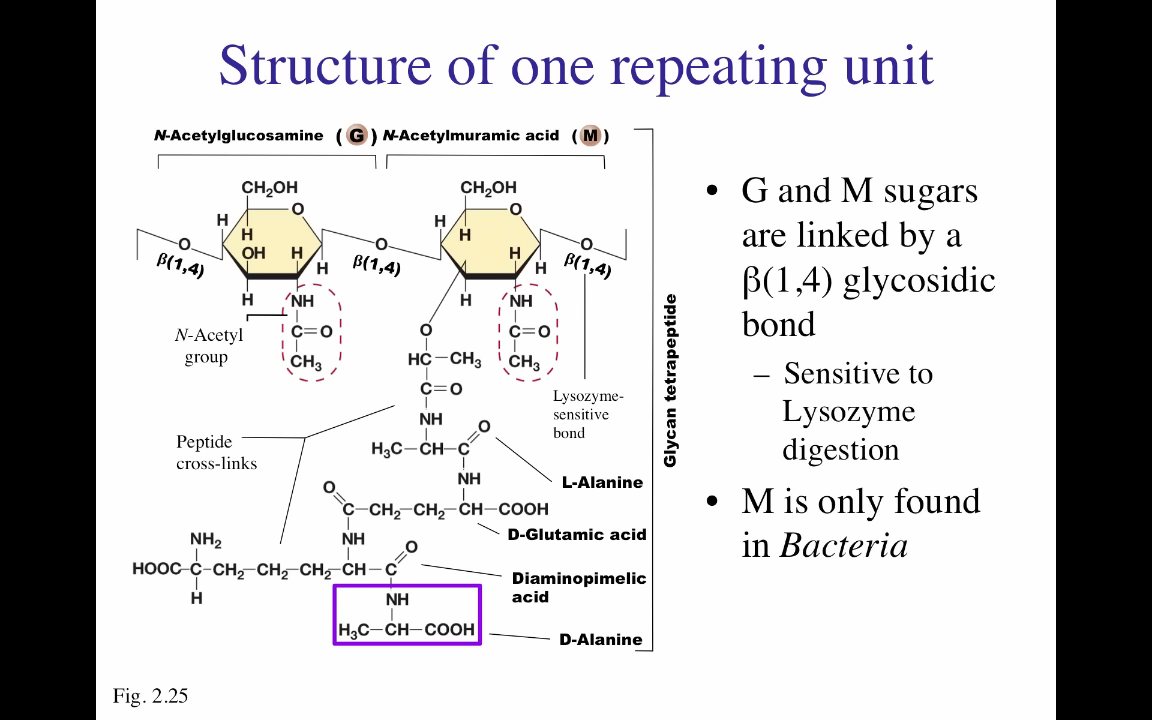 Structure of one repeating unit
N-Acetylglucosamine ( G ) N-Acetylmuramic acid ( M )
CH₂OH
O
H
H
OH
H
H
H
NH
C=O
CH₃
β(1,4)
O
N-Acetyl
group
β(1,4)
O
CH₂OH
O
H
H
H
H
H
NH
C=O
CH₃
β(1,4)
O
Lysozyme-
sensitive
bond
O
HC—CH₃
C=O
NH
H₃C—CH—C
O
L-Alanine
NH
O
C—CH₂—CH₂—CH—COOH
D-Glutamic acid
Peptide
cross-links
NH₂
NH
O
HOOC—C—CH₂—CH₂—CH₂—CH—C
H
Diaminopimelic
acid
NH
H₃C—CH—COOH
D-Alanine
Glycan tetrapeptide
• G and M sugars
are linked by a
β(1,4) glycosidic
bond
– Sensitive to
Lysozyme
digestion
• M is only found
in Bacteria
Fig. 2.25